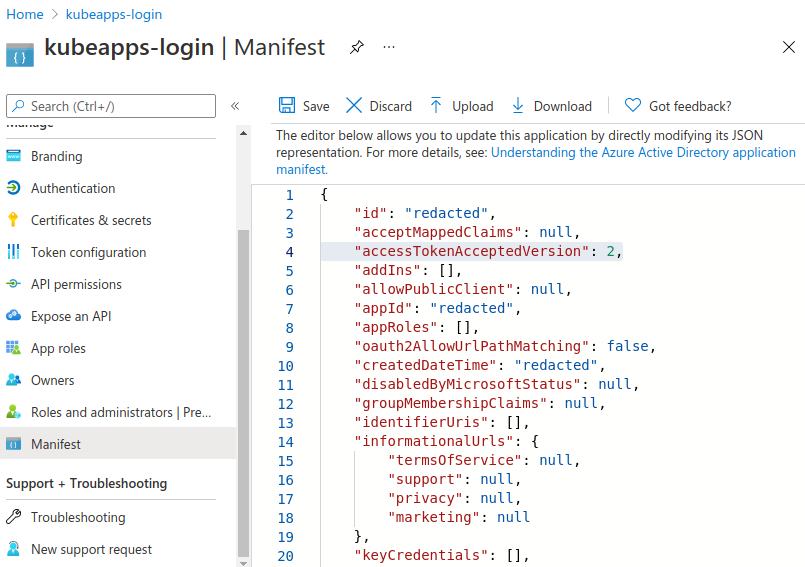 Home > kubeapps-login
kubeapps-login | Manifest
Search (Ctrl+/)
Manage
Branding
Authentication
Certificates & secrets
Token configuration
API permissions
Expose an API
App roles
Owners
Roles and administrators | Pre...
Manifest
Support + Troubleshooting
Troubleshooting
New support request
Save Discard Upload Download Got feedback?
The editor below allows you to update this application by directly modifying its JSON
representation. For more details, see: Understanding the Azure Active Directory application
manifest.
1 {
2 "id": "redacted",
3 "acceptMappedClaims": null,
4 "accessTokenAcceptedVersion": 2,
5 "addIns": [],
6 "allowPublicClient": null,
7 "appId": "redacted",
8 "appRoles": [],
9 "oauth2AllowUrlPathMatching": false,
10 "createdDateTime": "redacted",
11 "disabledByMicrosoftStatus": null,
12 "groupMembershipClaims": null,
13 "identifierUris": [],
14 "informationalUrls": {
15 "termsOfService": null,
16 "support": null,
17 "privacy": null,
18 "marketing": null
19 },
20 "keyCredentials": [],